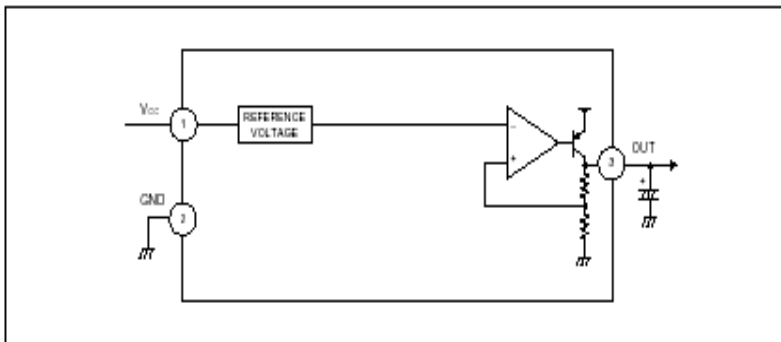 Vcc
1
REFERENCE
VOLTAGE
−
+
3
OUT
+
GND
2